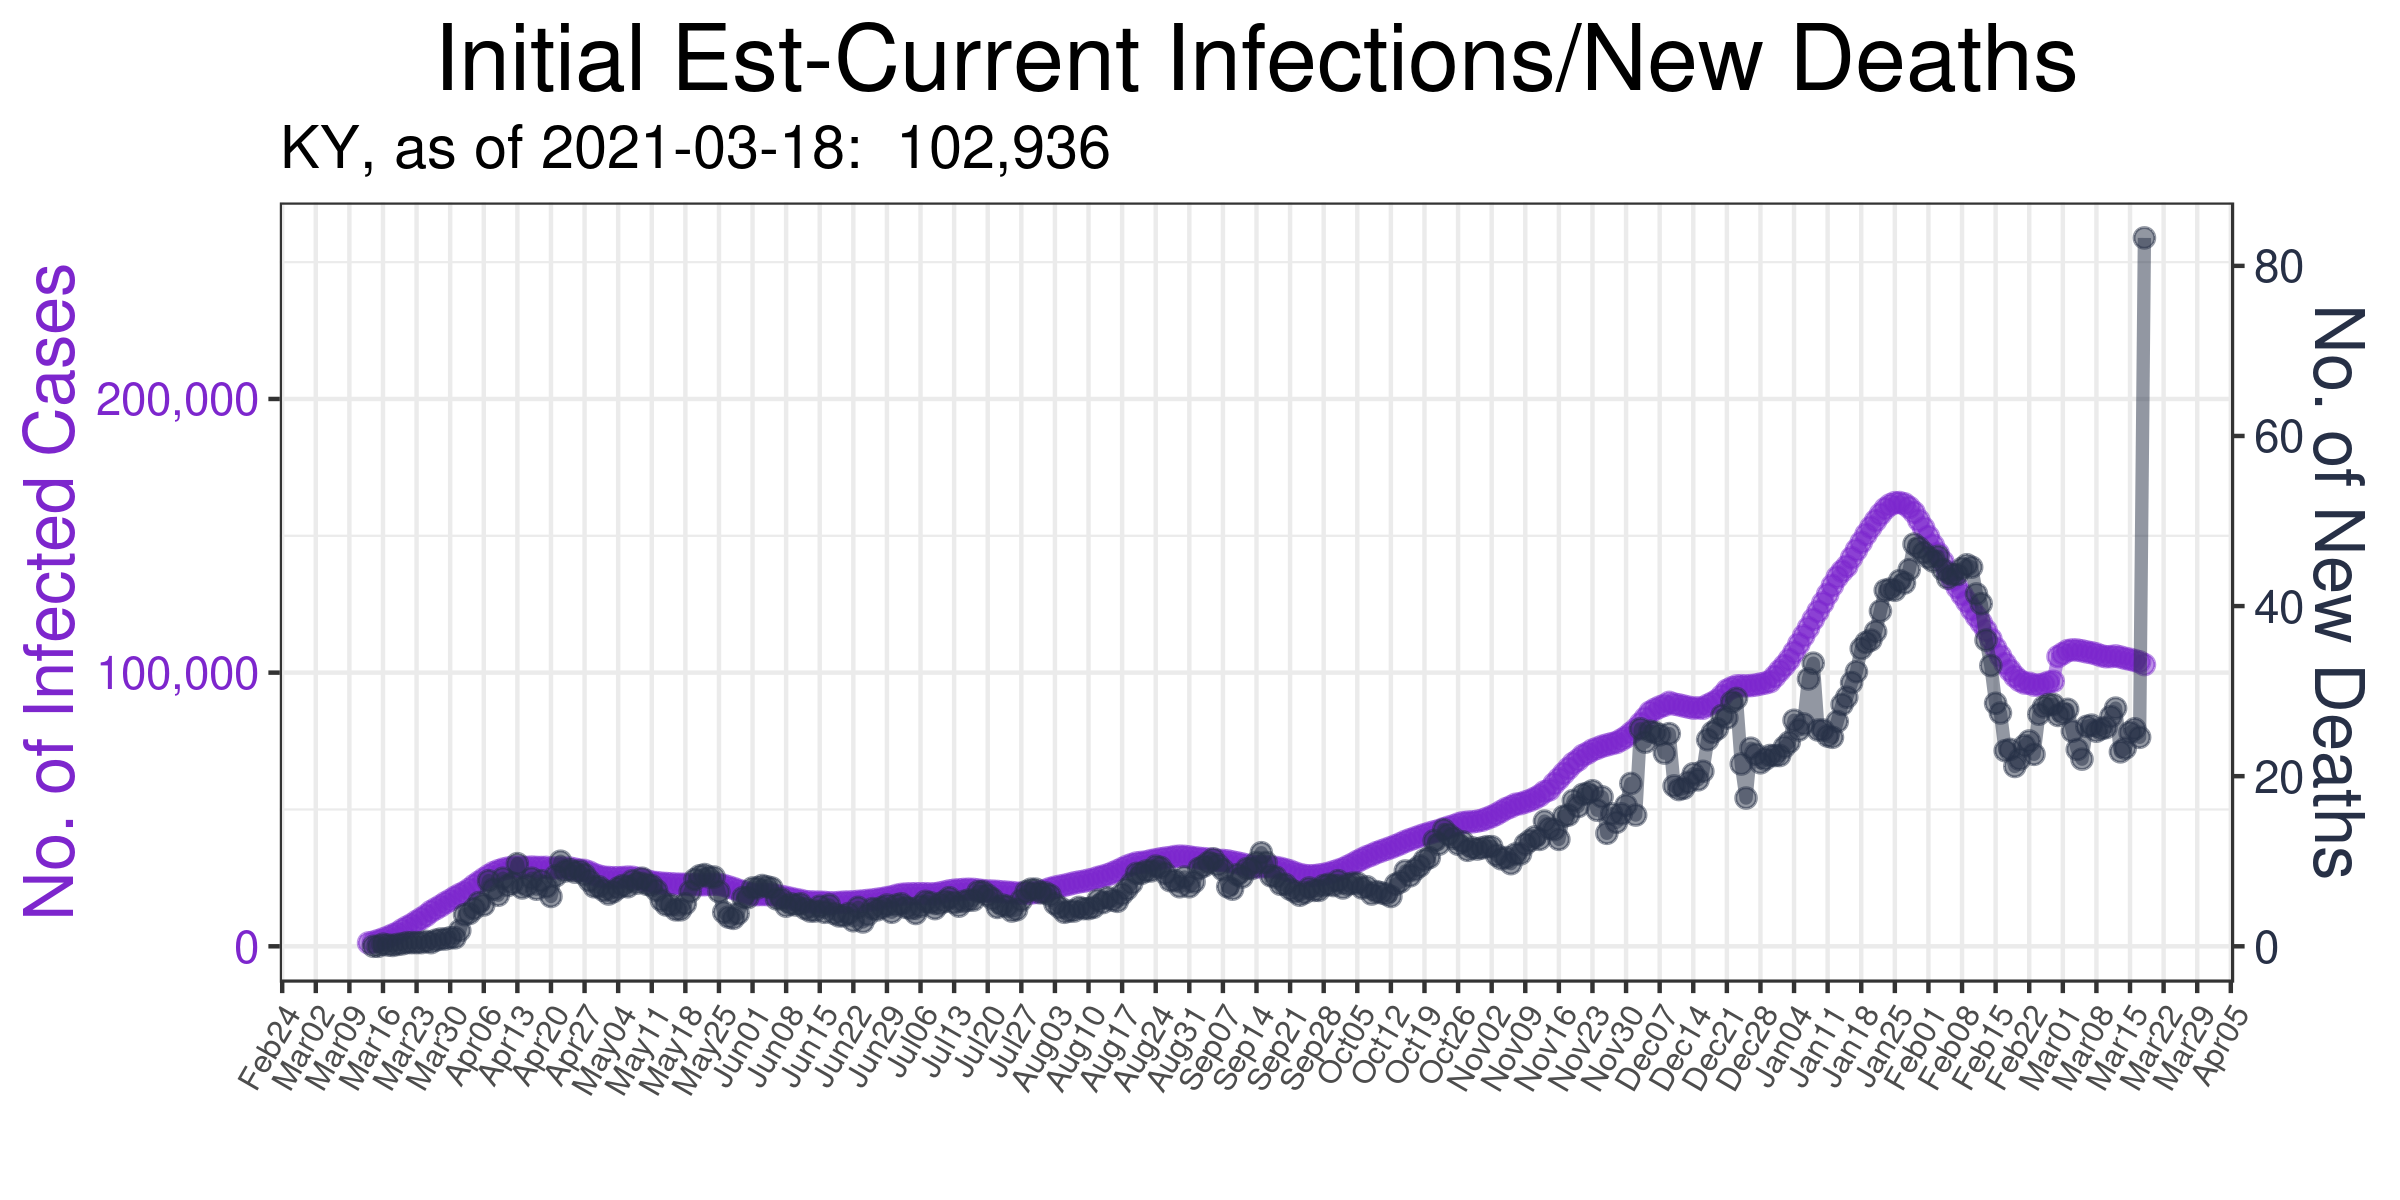 Initial Est-Current Infections/New Deaths
KY, as of 2021-03-18:  102,936
No. of Infected Cases
200,000
100,000
0
80
60
40
20
0
No. of New Deaths
Feb24
Mar02
Mar09
Mar16
Mar23
Mar30
Apr06
Apr13
Apr20
Apr27
May04
May11
May18
May25
Jun01
Jun08
Jun15
Jun22
Jun29
Jul06
Jul13
Jul20
Jul27
Aug03
Aug10
Aug17
Aug24
Aug31
Sep07
Sep14
Sep21
Sep28
Oct05
Oct12
Oct19
Oct26
Nov02
Nov09
Nov16
Nov23
Nov30
Dec07
Dec14
Dec21
Dec28
Jan04
Jan11
Jan18
Jan25
Feb01
Feb08
Feb15
Feb22
Mar01
Mar08
Mar15
Mar22
Mar29
Apr05